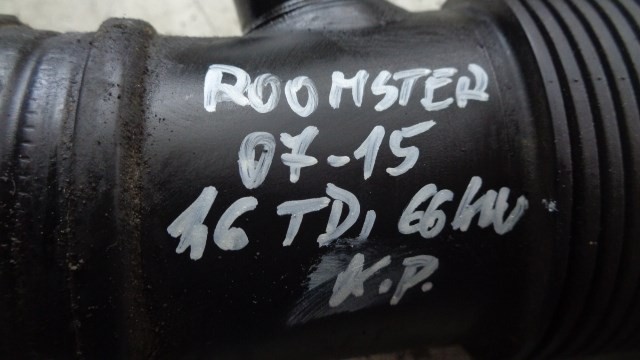 ROOMSTER
07-15
1,6 TDi 66KW
K.P.